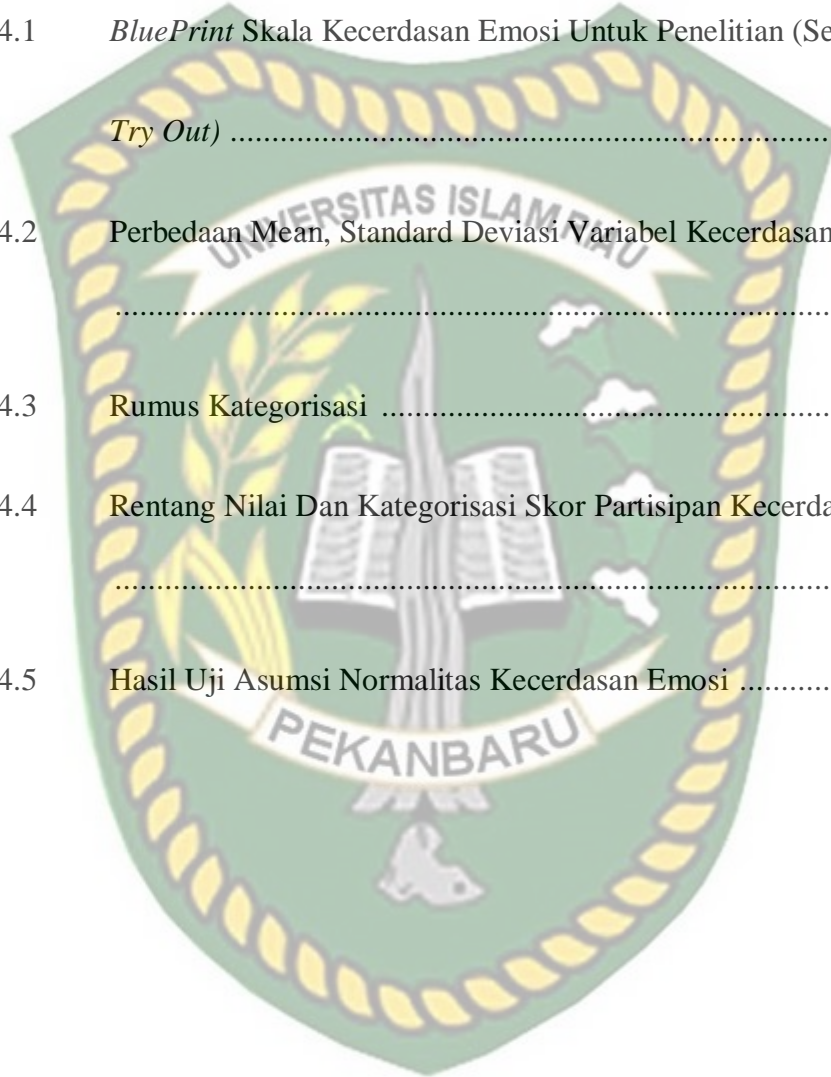 4.1 BluePrint Skala Kecerdasan Emosi Untuk Penelitian (Se
Try Out) ........................................................................
UNIVERSITAS ISLAM RIAU
4.2 Perbedaan Mean, Standard Deviasi Variabel Kecerdasan
......................................................................................
4.3 Rumus Kategorisasi ......................................................
4.4 Rentang Nilai Dan Kategorisasi Skor Partisipan Kecerda
......................................................................................
4.5 Hasil Uji Asumsi Normalitas Kecerdasan Emosi ...........
PEKANBARU